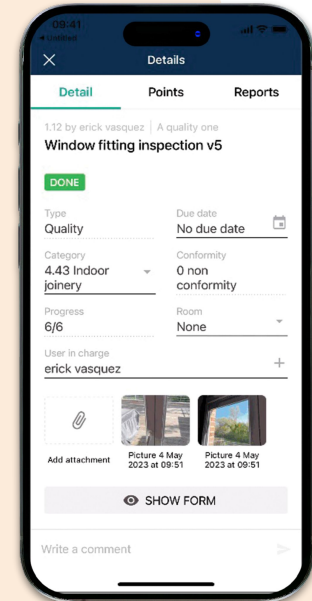 09:41
◂ Untitled
Details
Detail Points Reports
1.12 by erick vasquez | A quality one
Window fitting inspection v5
DONE
Type
Quality
Due date
No due date
Category
4.43 Indoor
joinery
Conformity
0 non
conformity
Progress
6/6
Room
None
User in charge
erick vasquez
Add attachment
Picture 4 May
2023 at 09:51
Picture 4 May
2023 at 09:51
SHOW FORM
Write a comment